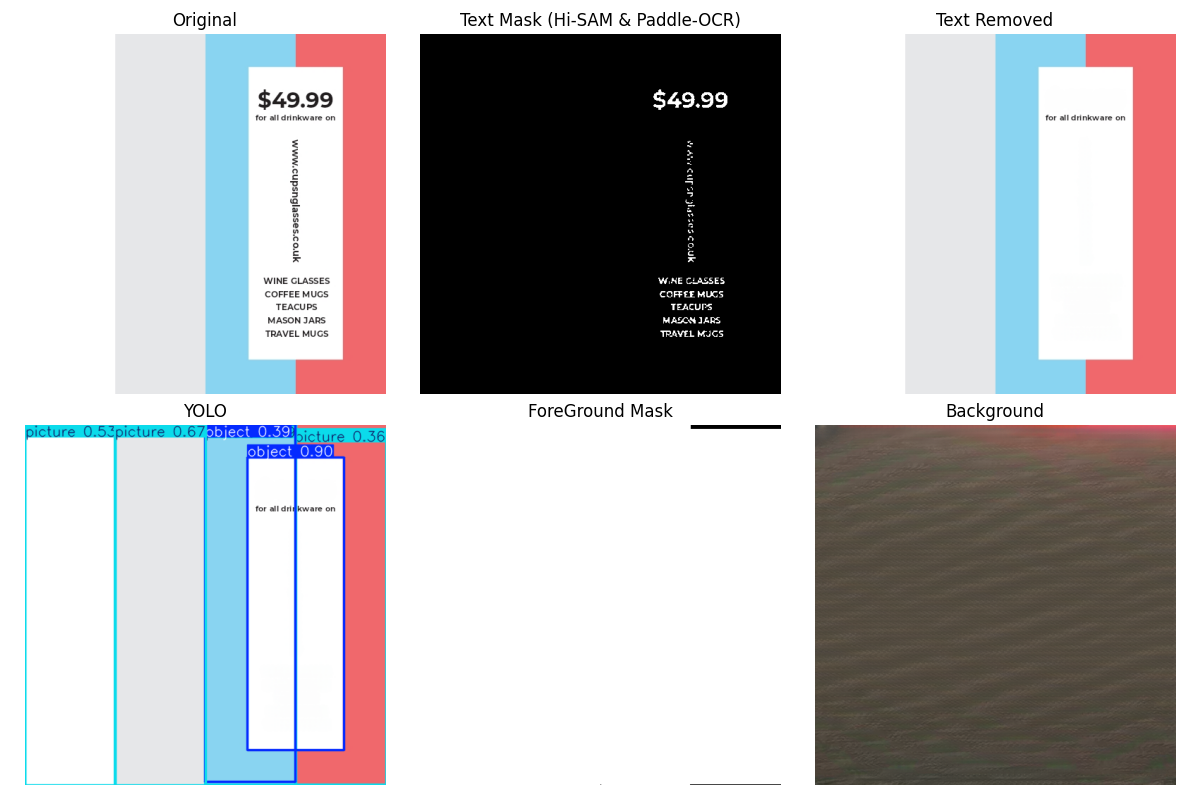 Original
$49.99
for all drinkware on
www.cupsnglasses.co.uk
WINE GLASSES
COFFEE MUGS
TEACUPS
MASON JARS
TRAVEL MUGS
Text Mask (Hi-SAM & Paddle-OCR)
$49.99
www.cupsnglasses.co.uk
WINE GLASSES
COFFEE MUGS
TEACUPS
MASON JARS
TRAVEL MUGS
Text Removed
for all drinkware on
YOLO
picture 0.53
picture 0.67
object 0.39
picture 0.36
object 0.90
for all drinkware on
ForeGround Mask
Background